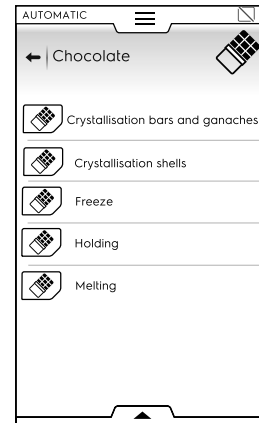 AUTOMATIC
Chocolate
Crystallisation bars and ganaches
Crystallisation shells
Freeze
Holding
Melting